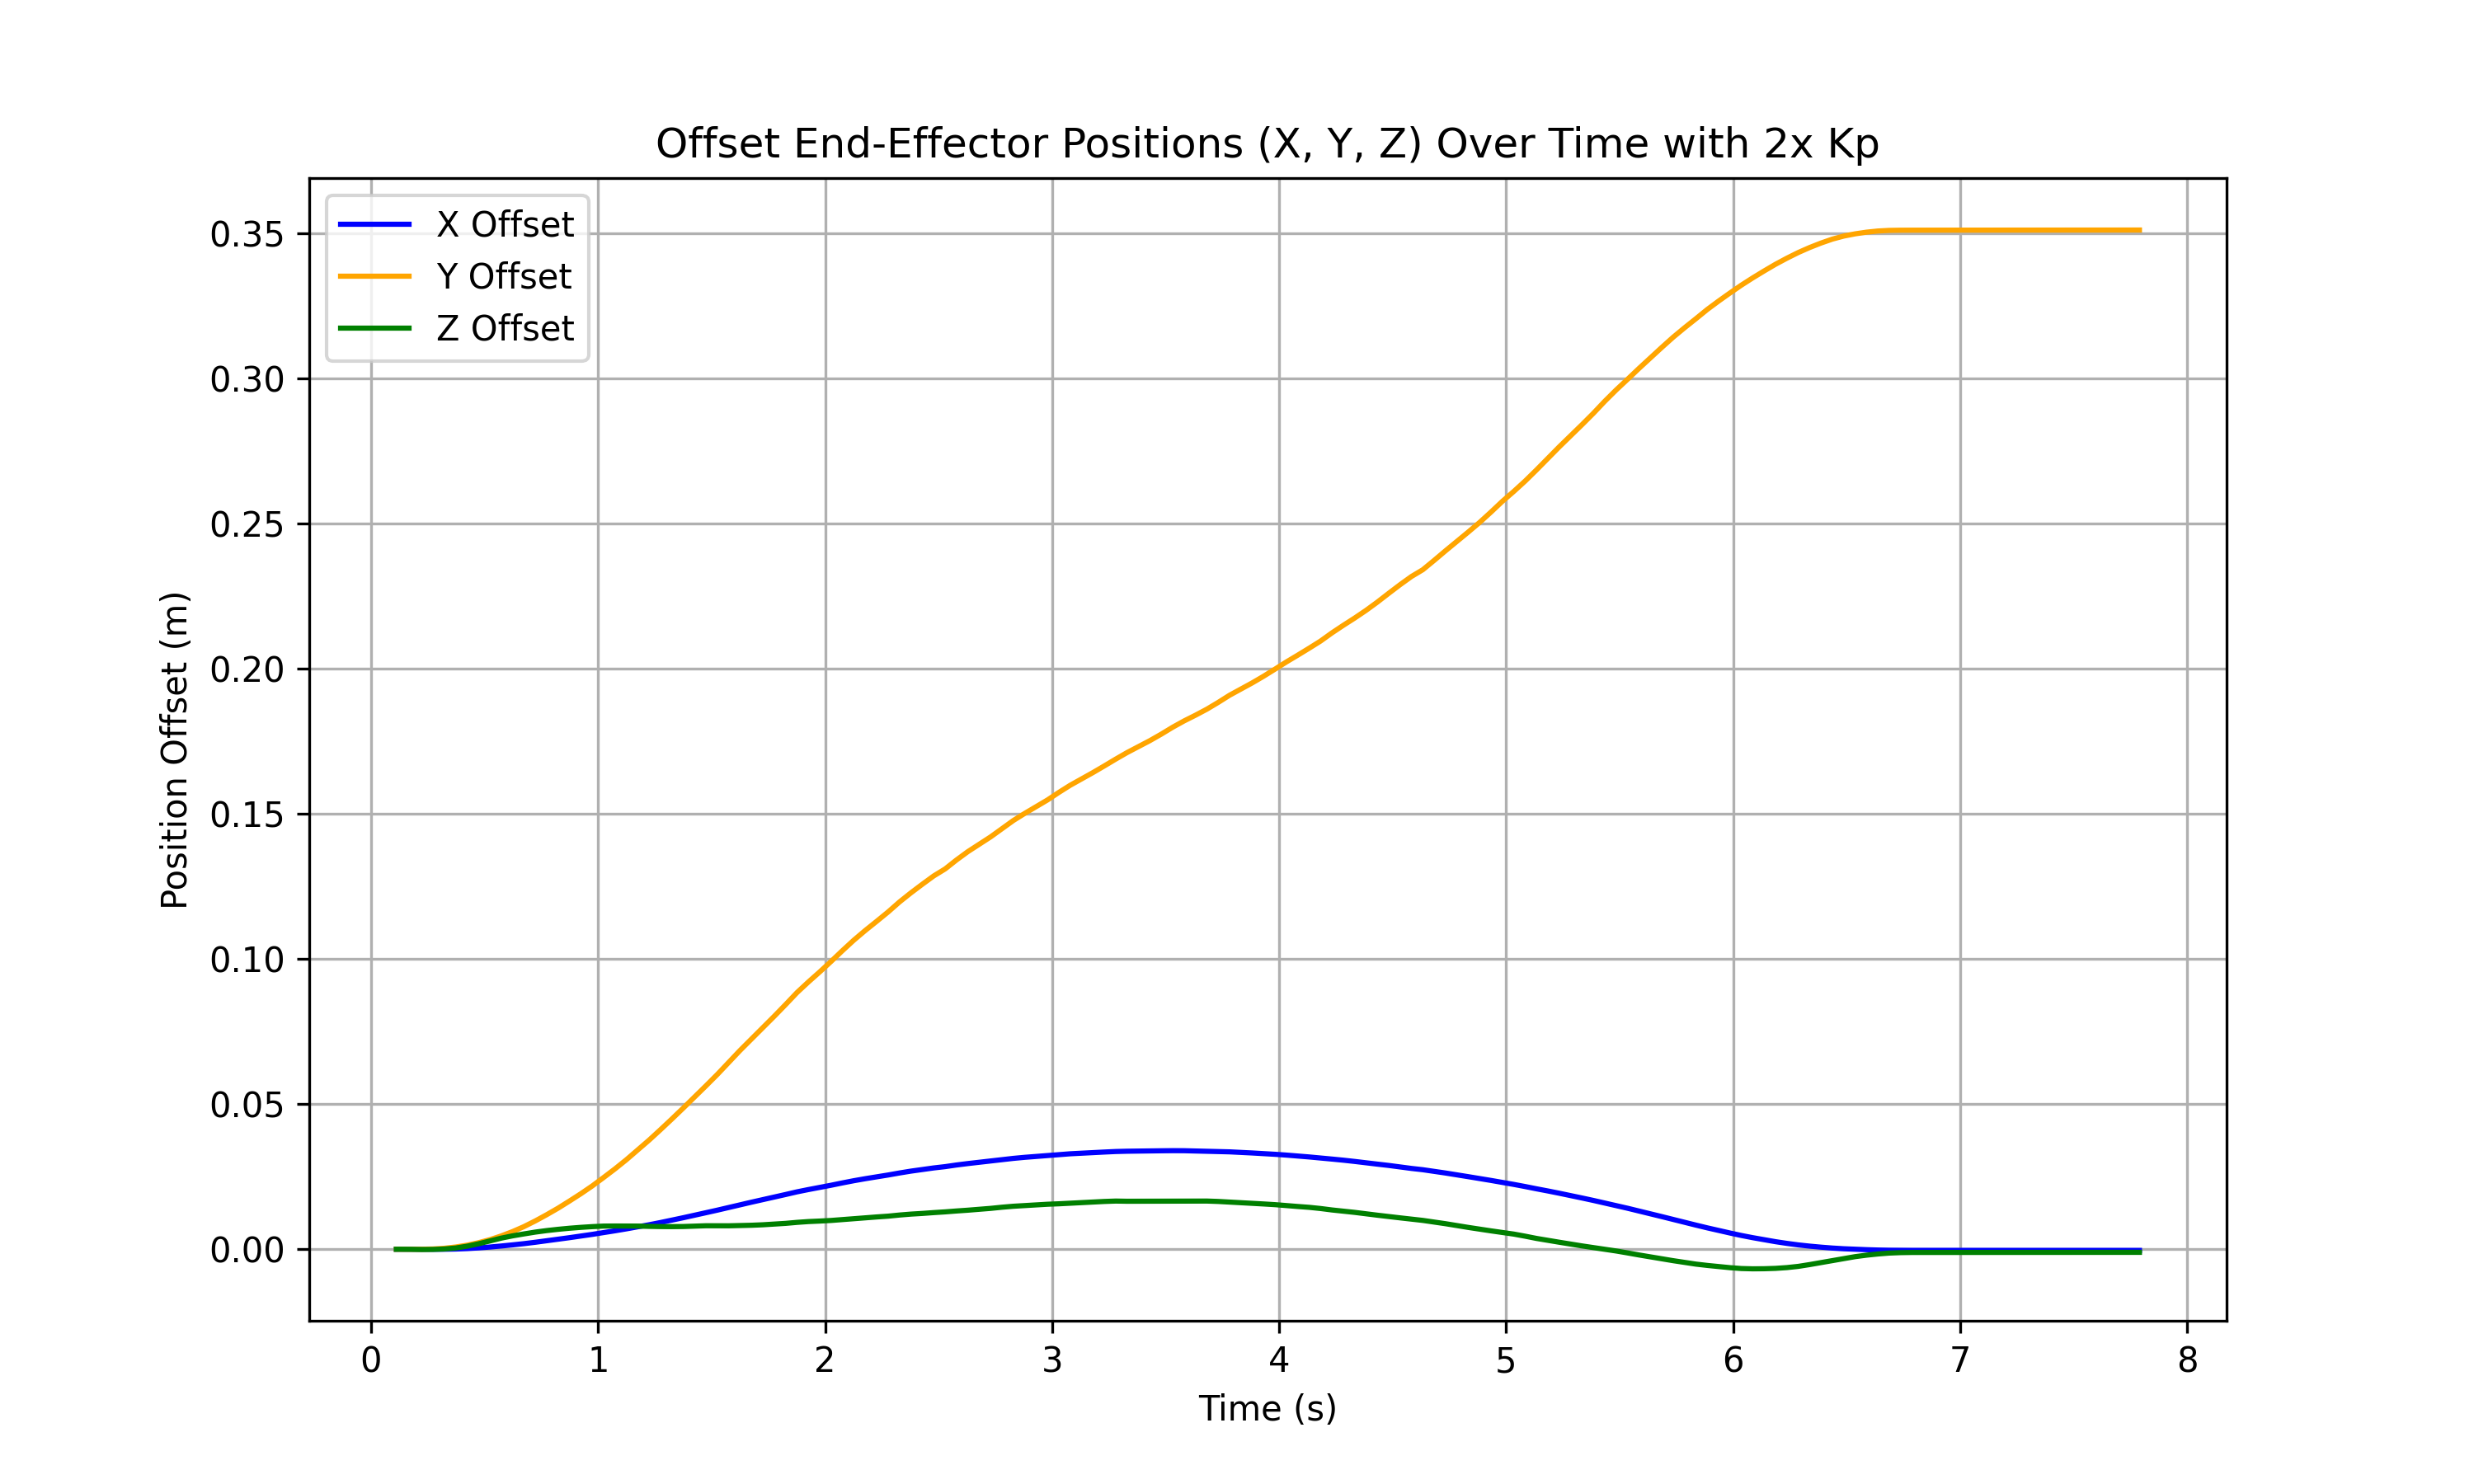 Offset End-Effector Positions (X, Y, Z) Over Time with 2x Kp
X Offset
Y Offset
Z Offset
Position Offset (m)
0.35
0.30
0.25
0.20
0.15
0.10
0.05
0.00
0 1 2 3 4 5 6 7 8
Time (s)